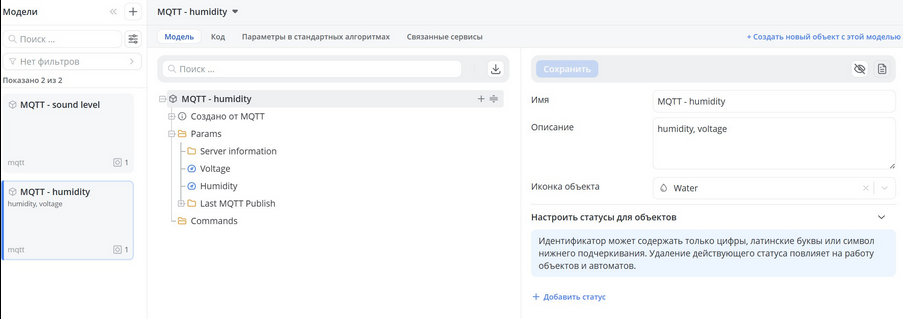 Модели
Поиск ...
Нет фильтров
Показано 2 из 2
MQTT - sound level
mqtt
1
MQTT - humidity
humidity, voltage
mqtt
1
MQTT - humidity
Модель Код Параметры в стандартных алгоритмах Связанные сервисы
+ Создать новый объект с этой моделью
Поиск ...
MQTT - humidity
Создано от MQTT
Params
Server information
Voltage
Humidity
Last MQTT Publish
Commands
Сохранить
Имя
MQTT - humidity
Описание
humidity, voltage
Иконка объекта
Water
Настроить статусы для объектов
Идентификатор может содержать только цифры, латинские буквы или символ
нижнего подчеркивания. Удаление действующего статуса повлияет на работу
объектов и автоматов.
+ Добавить статус